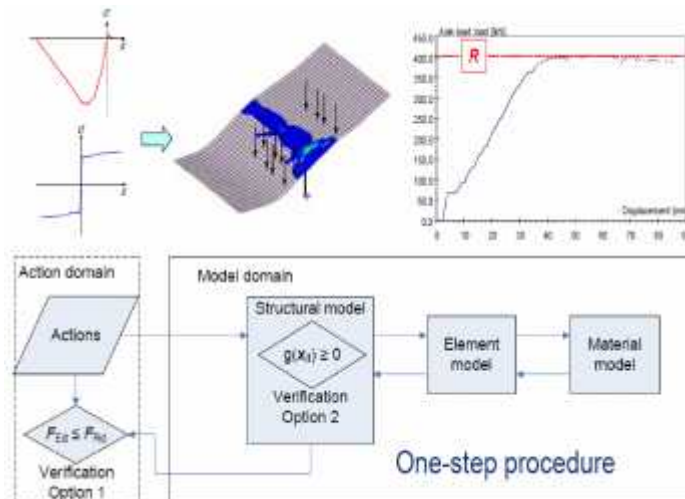 σ
ε
σ
ε
Axle load: load [kN]
450.0
400.0
350.0
300.0
250.0
200.0
150.0
100.0
50.0
0.0
R
Displacement [mm]
0 10 20 30 40 50 60 70 80
Action domain
Actions
F_Ed ≤ F_Rd
Verification
Option 1
Model domain
Structural model
g(x_d) ≥ 0
Verification
Option 2
Element
model
Material
model
One-step procedure